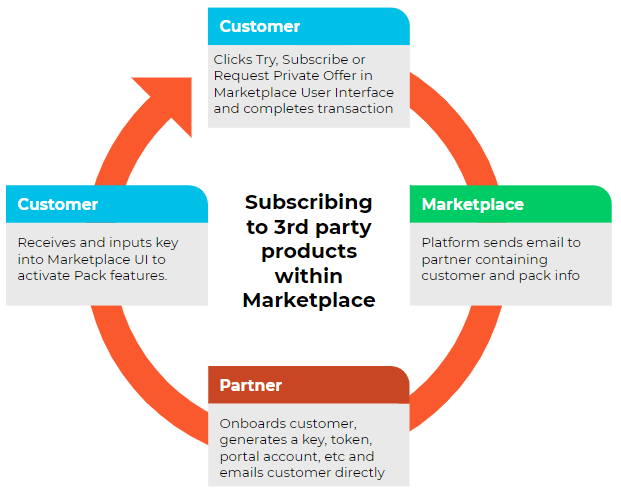 Customer
Clicks Try, Subscribe or
Request Private Offer in
Marketplace User Interface
and completes transaction
Customer
Receives and inputs key
into Marketplace UI to
activate Pack features.
Subscribing
to 3rd party
products
within
Marketplace
Marketplace
Platform sends email to
partner containing
customer and pack info
Partner
Onboards customer,
generates a key, token,
portal account, etc and
emails customer directly